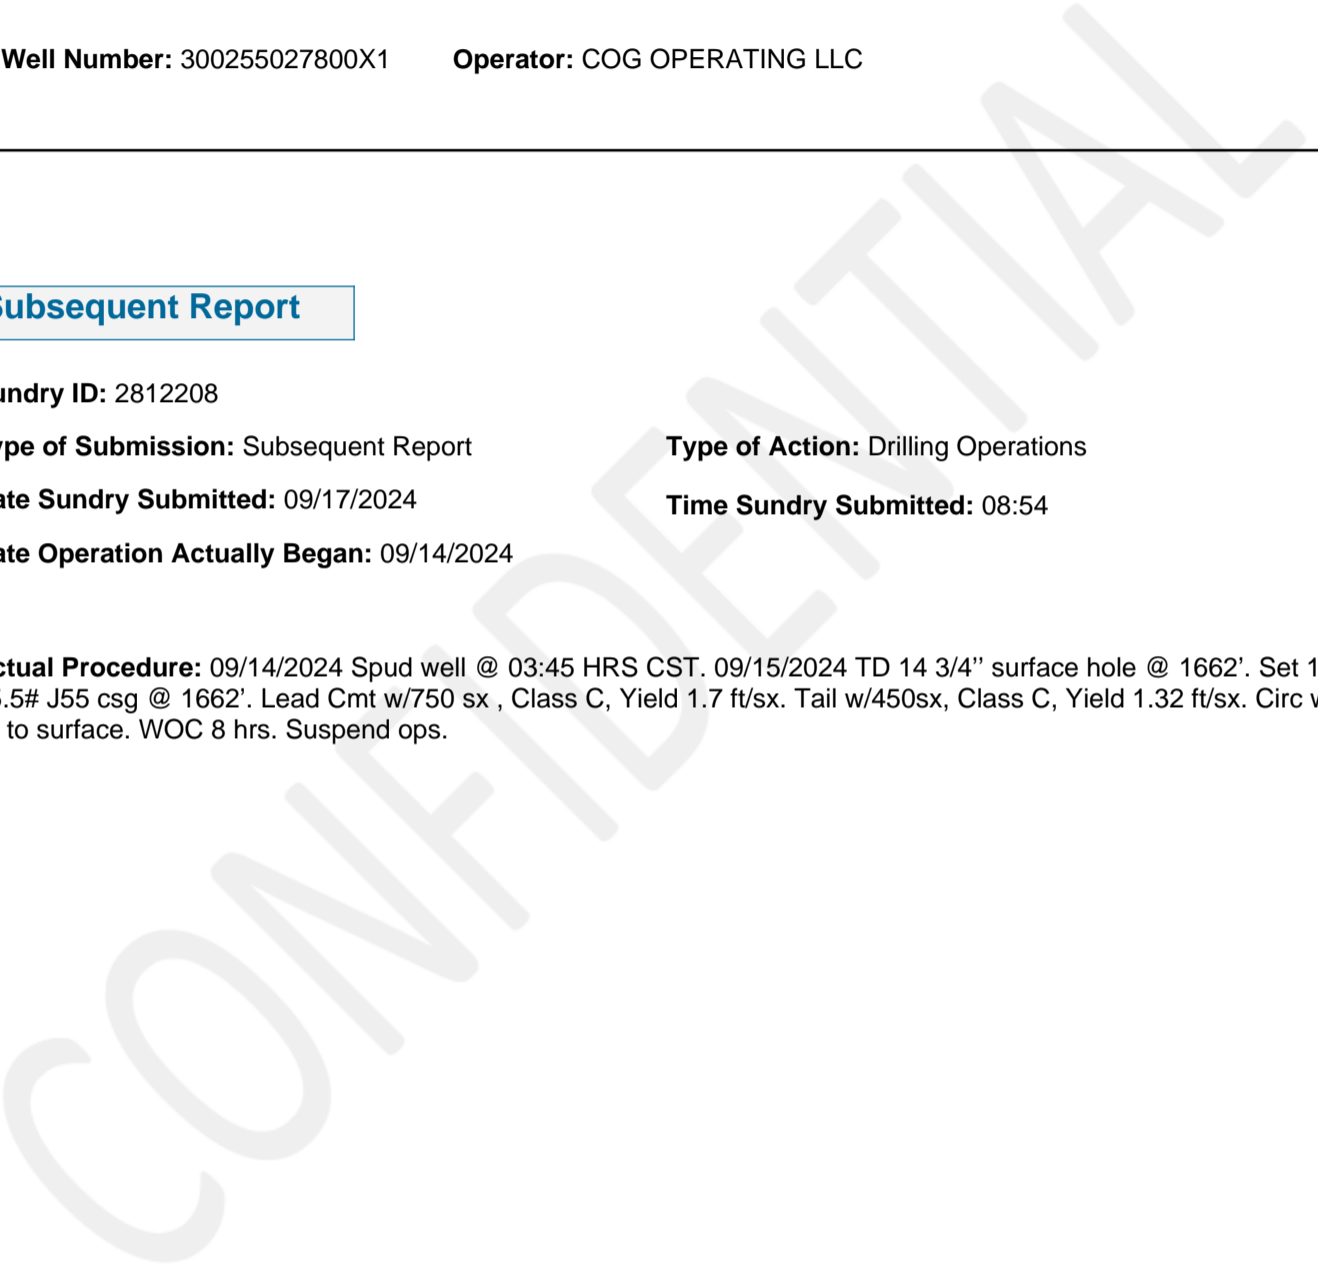 Well Number: 300255027800X1 Operator: COG OPERATING LLC
Subsequent Report
undry ID: 2812208
ype of Submission: Subsequent Report Type of Action: Drilling Operations
ate Sundry Submitted: 09/17/2024 Time Sundry Submitted: 08:54
ate Operation Actually Began: 09/14/2024
ctual Procedure: 09/14/2024 Spud well @ 03:45 HRS CST. 09/15/2024 TD 14 3/4’’ surface hole @ 1662’. Set 1
5.5# J55 csg @ 1662’. Lead Cmt w/750 sx , Class C, Yield 1.7 ft/sx. Tail w/450sx, Class C, Yield 1.32 ft/sx. Circ
to surface. WOC 8 hrs. Suspend ops.
CONFIDENTIAL